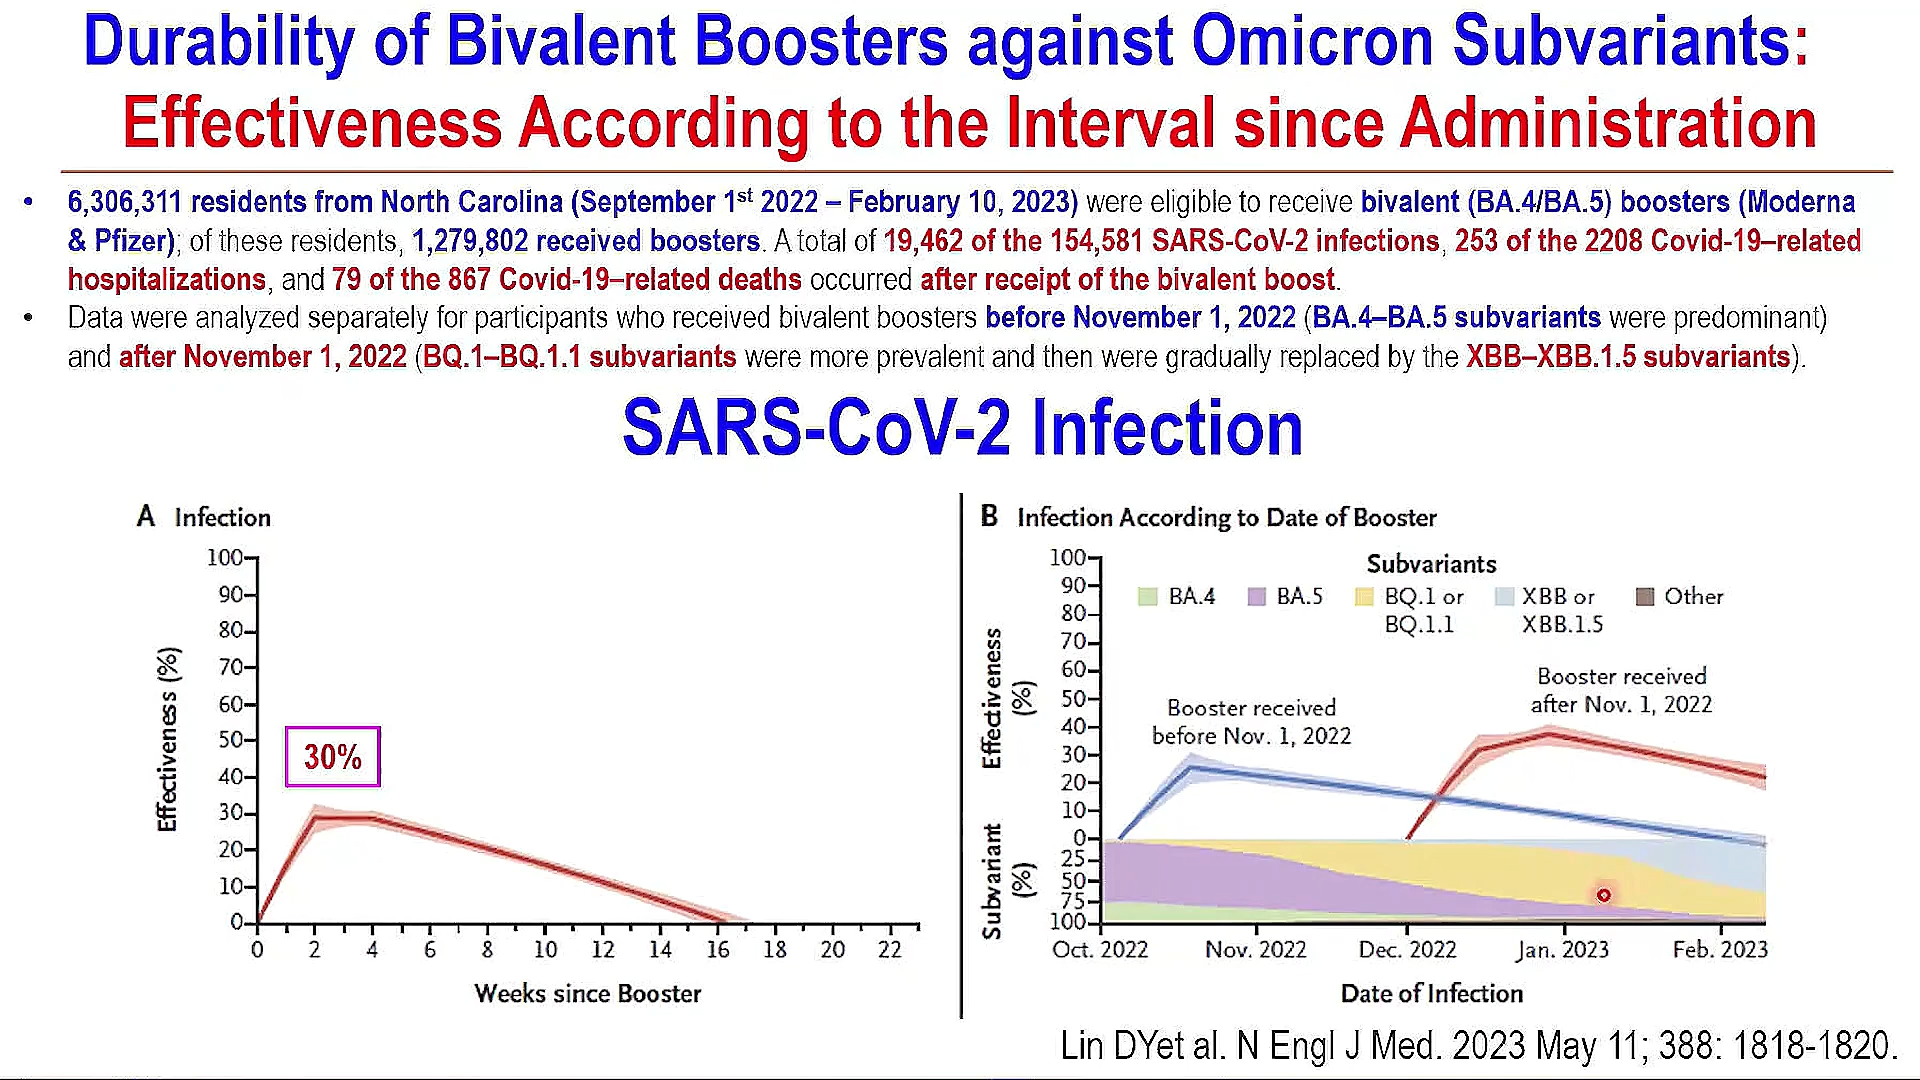 Durability of Bivalent Boosters against Omicron Subvariants:
Effectiveness According to the Interval since Administration
• 6,306,311 residents from North Carolina (September 1st 2022 – February 10, 2023) were eligible to receive bivalent (BA.4/BA.5) boosters (Moderna
& Pfizer); of these residents, 1,279,802 received boosters. A total of 19,462 of the 154,581 SARS-CoV-2 infections, 253 of the 2208 Covid-19–related
hospitalizations, and 79 of the 867 Covid-19–related deaths occurred after receipt of the bivalent boost.
• Data were analyzed separately for participants who received bivalent boosters before November 1, 2022 (BA.4–BA.5 subvariants were predominant)
and after November 1, 2022 (BQ.1–BQ.1.1 subvariants were more prevalent and then were gradually replaced by the XBB–XBB.1.5 subvariants).
SARS-CoV-2 Infection
A Infection
Effectiveness (%)
100
90
80
70
60
50
40
30
20
10
0
30%
0 2 4 6 8 10 12 14 16 18 20 22
Weeks since Booster
B Infection According to Date of Booster
Effectiveness
(%)
100
90
80
70
60
50
40
30
20
10
0
Subvariant
(%)
25
50
75
100
Subvariants
BA.4 BA.5 BQ.1 or XBB or Other
BQ.1.1 XBB.1.5
Booster received
after Nov. 1, 2022
Booster received
before Nov. 1, 2022
Oct. 2022 Nov. 2022 Dec. 2022 Jan. 2023 Feb. 2023
Date of Infection
Lin DYet al. N Engl J Med. 2023 May 11; 388: 1818-1820.